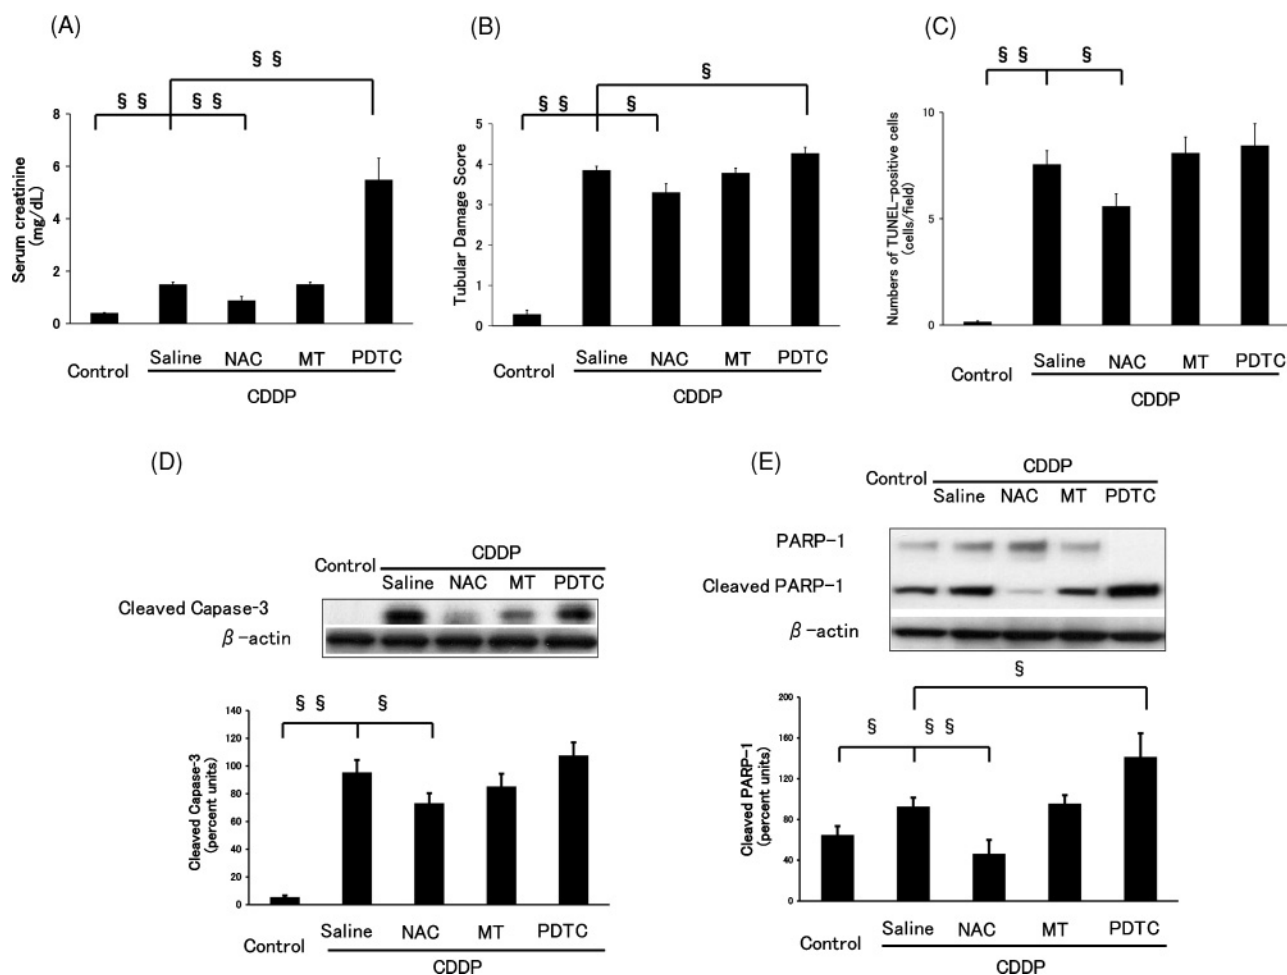 (A)
§ §
§ §
§ §
Serum creatinine
(mg/dL)
8
6
4
2
0
Control
Saline
NAC
MT
PDTC
CDDP
(B)
§
§ §
§
Tubular Damage Score
5
4
3
2
1
0
Control
Saline
NAC
MT
PDTC
CDDP
(C)
§ §
§
Numbers of TUNEL-positive cells
(cells/field)
10
5
0
Control
Saline
NAC
MT
PDTC
CDDP
(D)
CDDP
Control
Saline
NAC
MT
PDTC
Cleaved Capase-3
β-actin
§ §
§
Cleaved Capase-3
(percent units)
140
120
100
80
60
40
20
0
Control
Saline
NAC
MT
PDTC
CDDP
(E)
CDDP
Control
Saline
NAC
MT
PDTC
PARP-1
Cleaved PARP-1
β-actin
§
§
§ §
Cleaved PARP-1
(percent units)
200
160
120
80
40
0
Control
Saline
NAC
MT
PDTC
CDDP